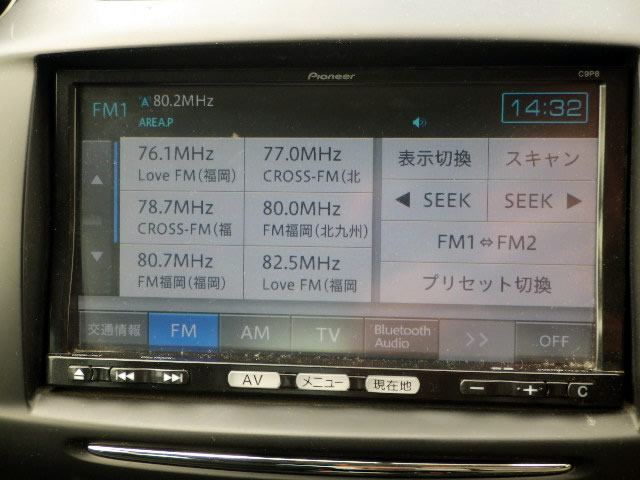 Pioneer
C9P8
FM1 A 80.2MHz
AREA.P
14:32
76.1MHz
Love FM(福岡)
77.0MHz
CROSS-FM(北
78.7MHz
CROSS-FM(福
80.0MHz
FM福岡(北九州)
80.7MHz
FM福岡(福岡)
82.5MHz
Love FM(福岡
表示切換
スキャン
◀ SEEK
SEEK ▶
FM1⇔FM2
プリセット切換
交通情報
FM
AM
TV
Bluetooth
Audio
>>
OFF
AV
メニュー
現在地
− + C